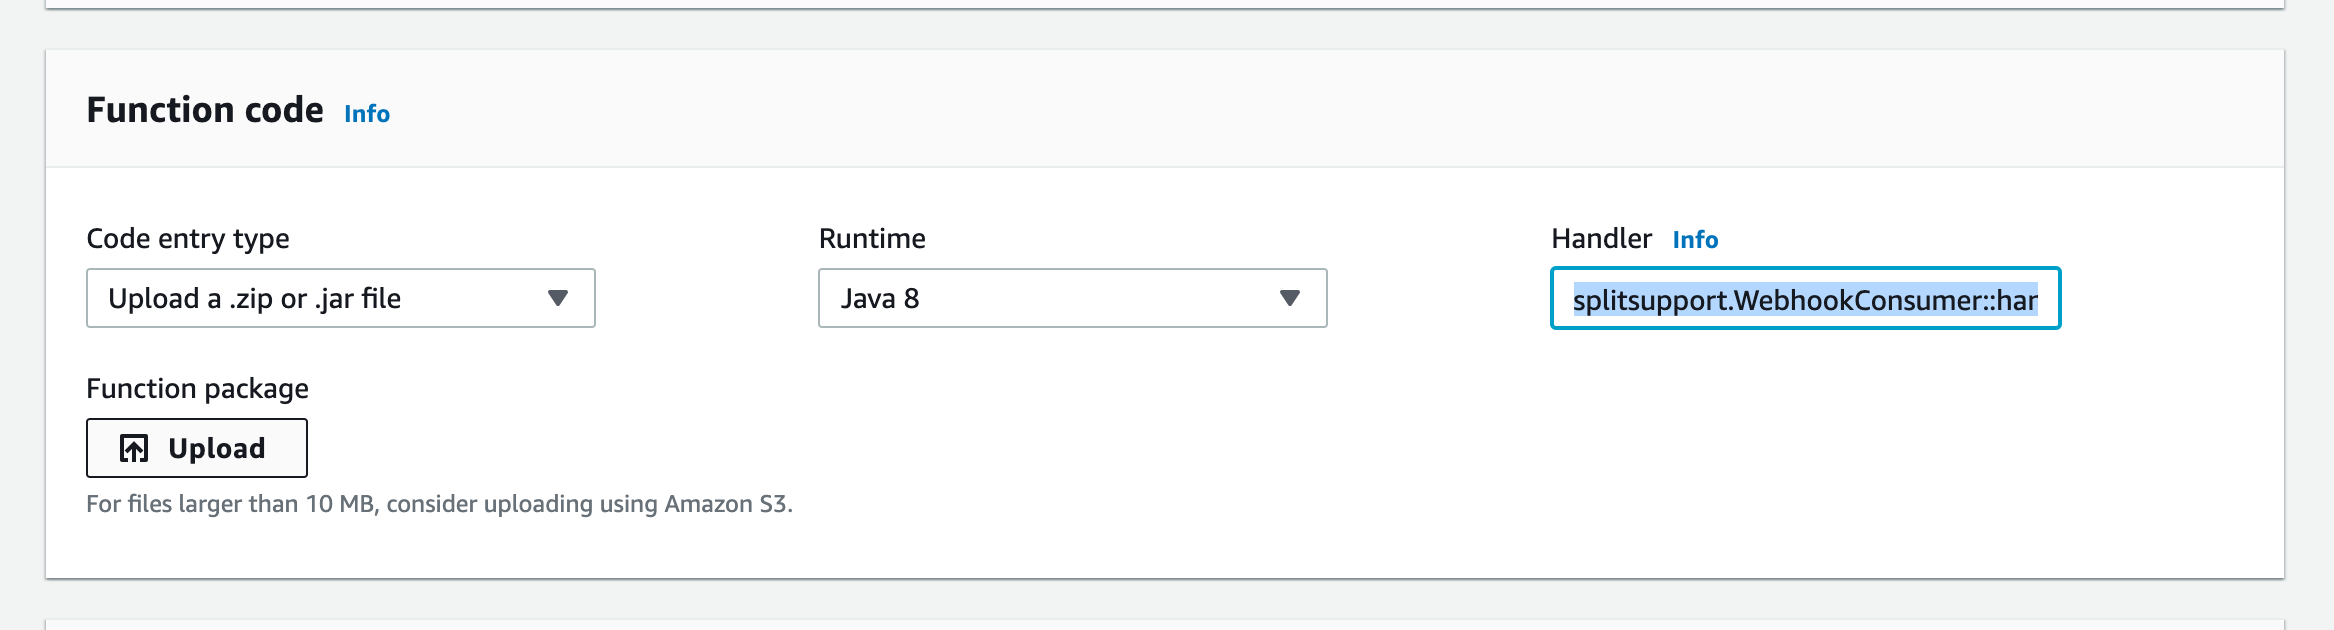 Function code Info
Code entry type
Upload a .zip or .jar file
Runtime
Java 8
Handler Info
splitsupport.WebhookConsumer::har
Function package
Upload
For files larger than 10 MB, consider uploading using Amazon S3.